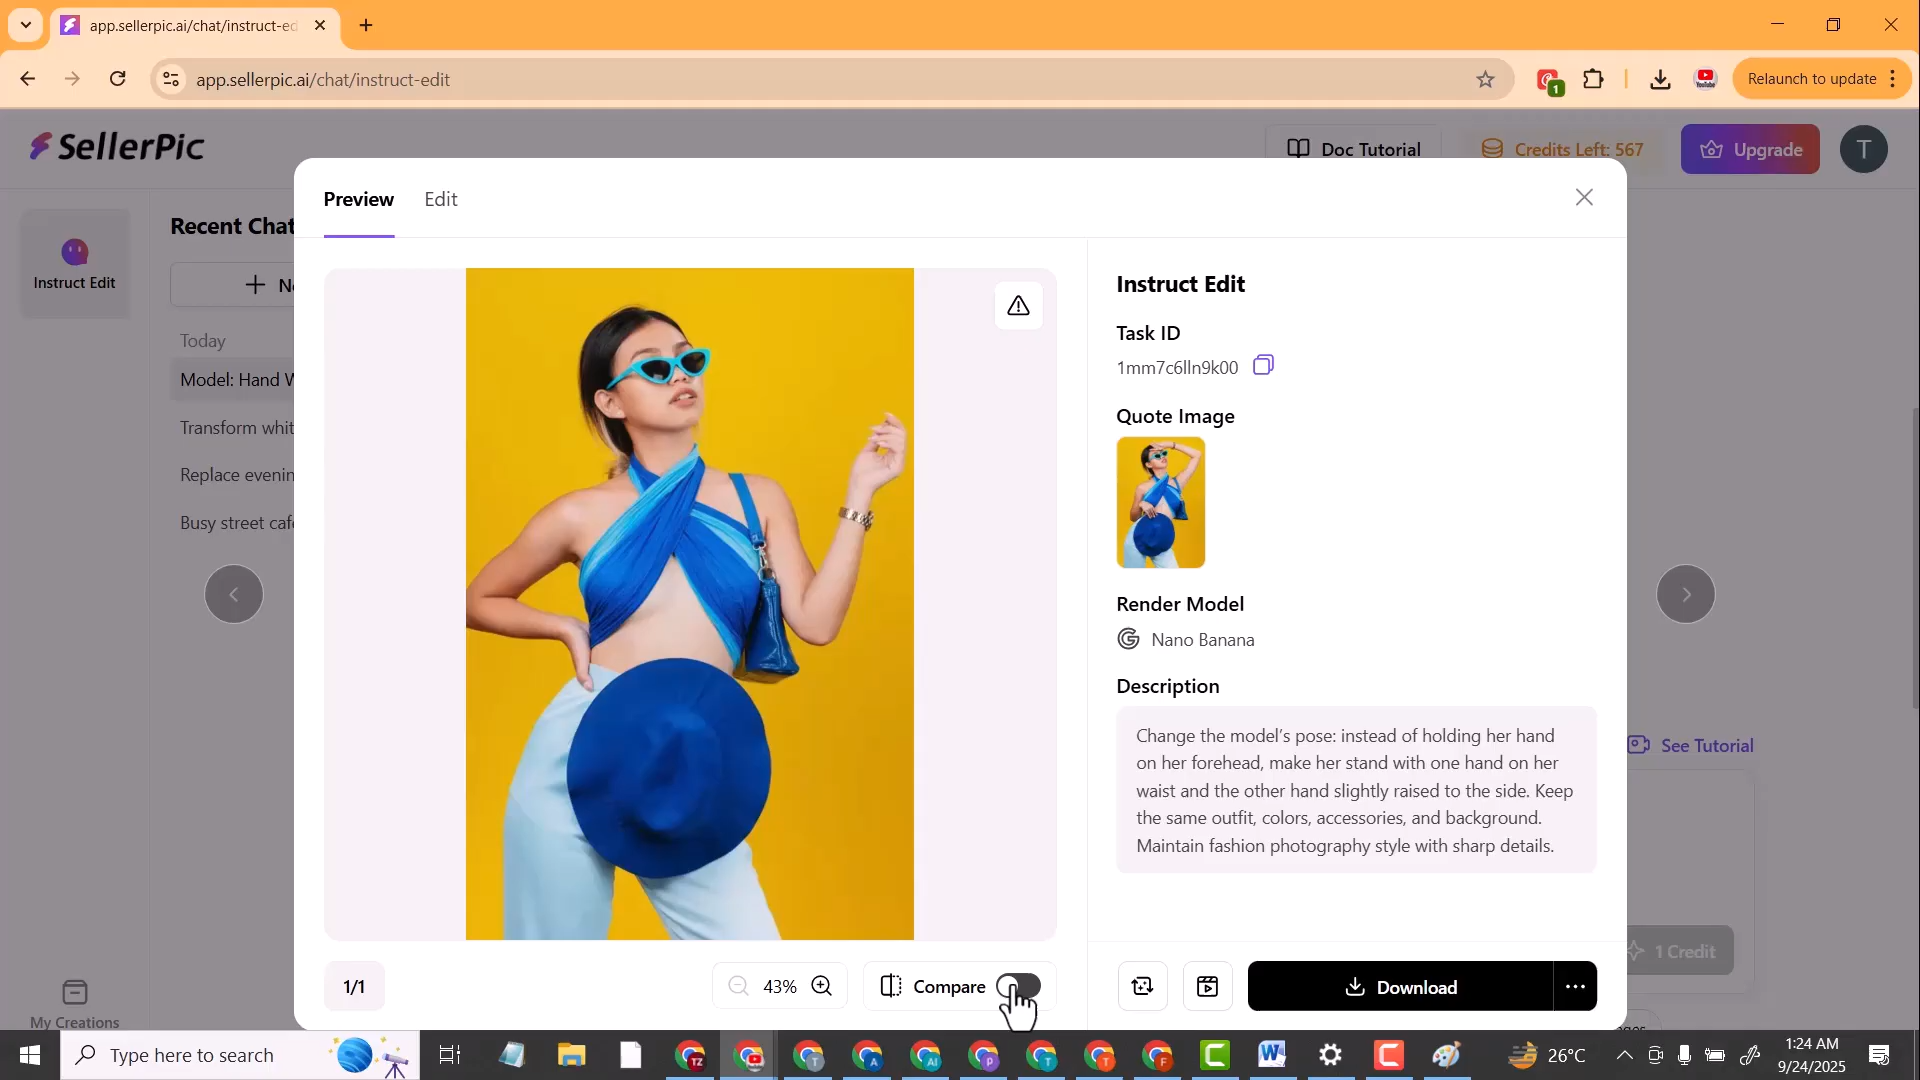 app.sellerpic.ai/chat/instruct-ed
app.sellerpic.ai/chat/instruct-edit
1
YouTube
Relaunch to update
SellerPic
Doc Tutorial
Credits Left: 567
Upgrade
T
Instruct Edit
Recent Chat
Today
Model: Hand W
Transform whit
Replace evenin
Busy street caf
My Creations
Preview
Edit
Instruct Edit
Task ID
1mm7c6lln9k00
Quote Image
Render Model
Nano Banana
Description
Change the model’s pose: instead of holding her hand
on her forehead, make her stand with one hand on her
waist and the other hand slightly raised to the side. Keep
the same outfit, colors, accessories, and background.
Maintain fashion photography style with sharp details.
1/1
43%
Compare
Download
See Tutorial
1 Credit
Type here to search
26°C
1:24 AM
9/24/2025